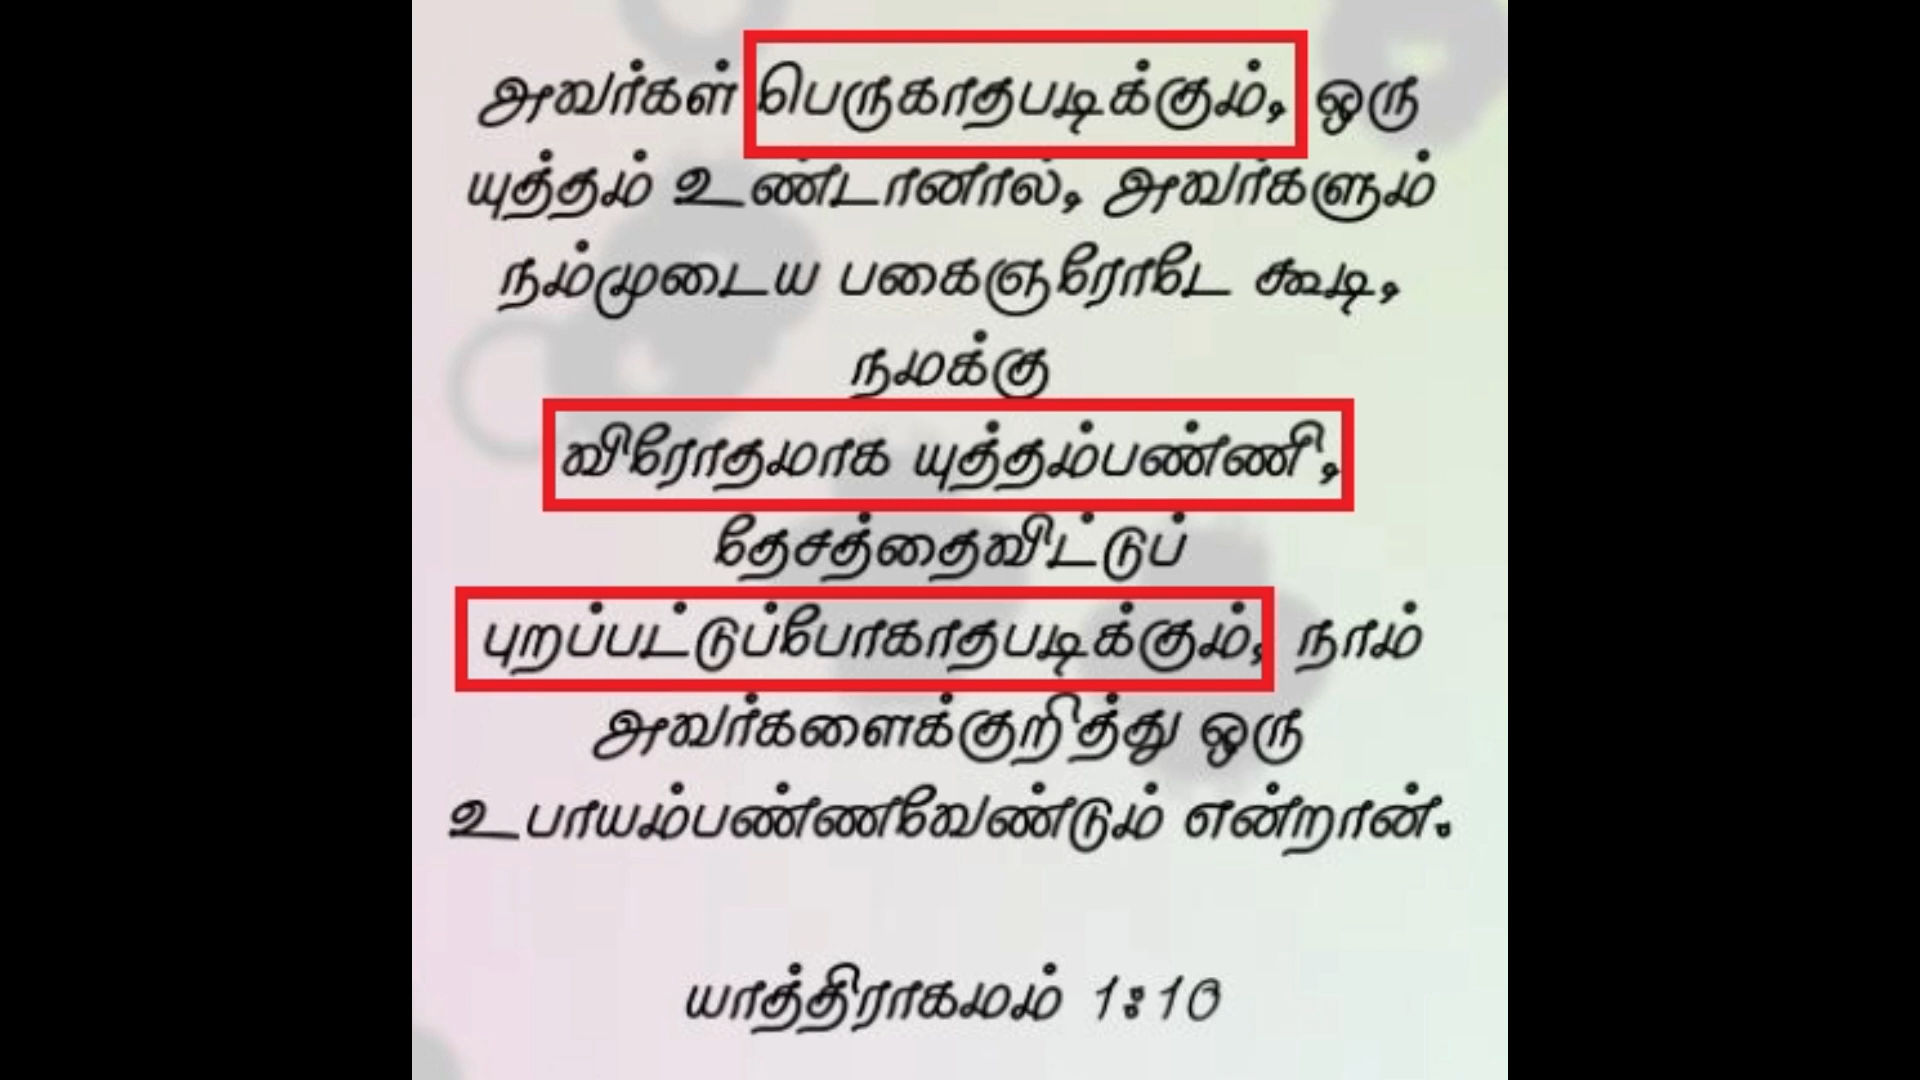 அவர்கள் பெருகாதபடிக்கும், ஒரு
யுத்தம் உண்டானால், அவர்களும்
நம்முடைய பகைஞரோடே கூடி,
நமக்கு
விரோதமாக யுத்தம்பண்ணி,
தேசத்தைவிட்டுப்
புறப்பட்டுப்போகாதபடிக்கும், நாம்
அவர்களைக்குறித்து ஒரு
உபாயம்பண்ணவேண்டும் என்றான்.
யாத்திராகமம் 1:10